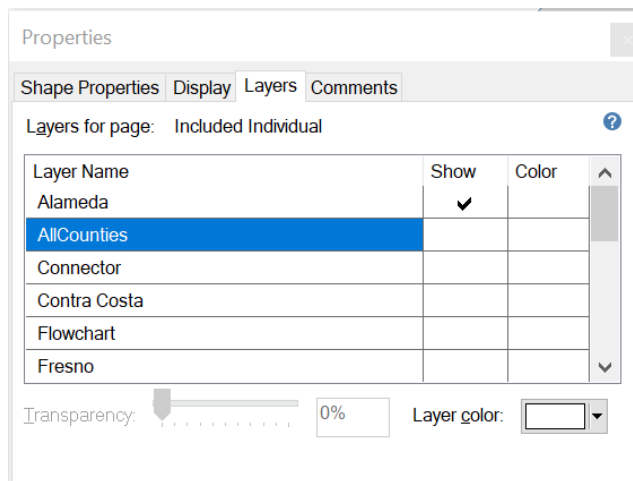 Properties
Shape Properties Display Layers Comments
Layers for page: Included Individual
?
Layer Name Show Color
Alameda
AllCounties
Connector
Contra Costa
Flowchart
Fresno
Transparency: 0% Layer color: